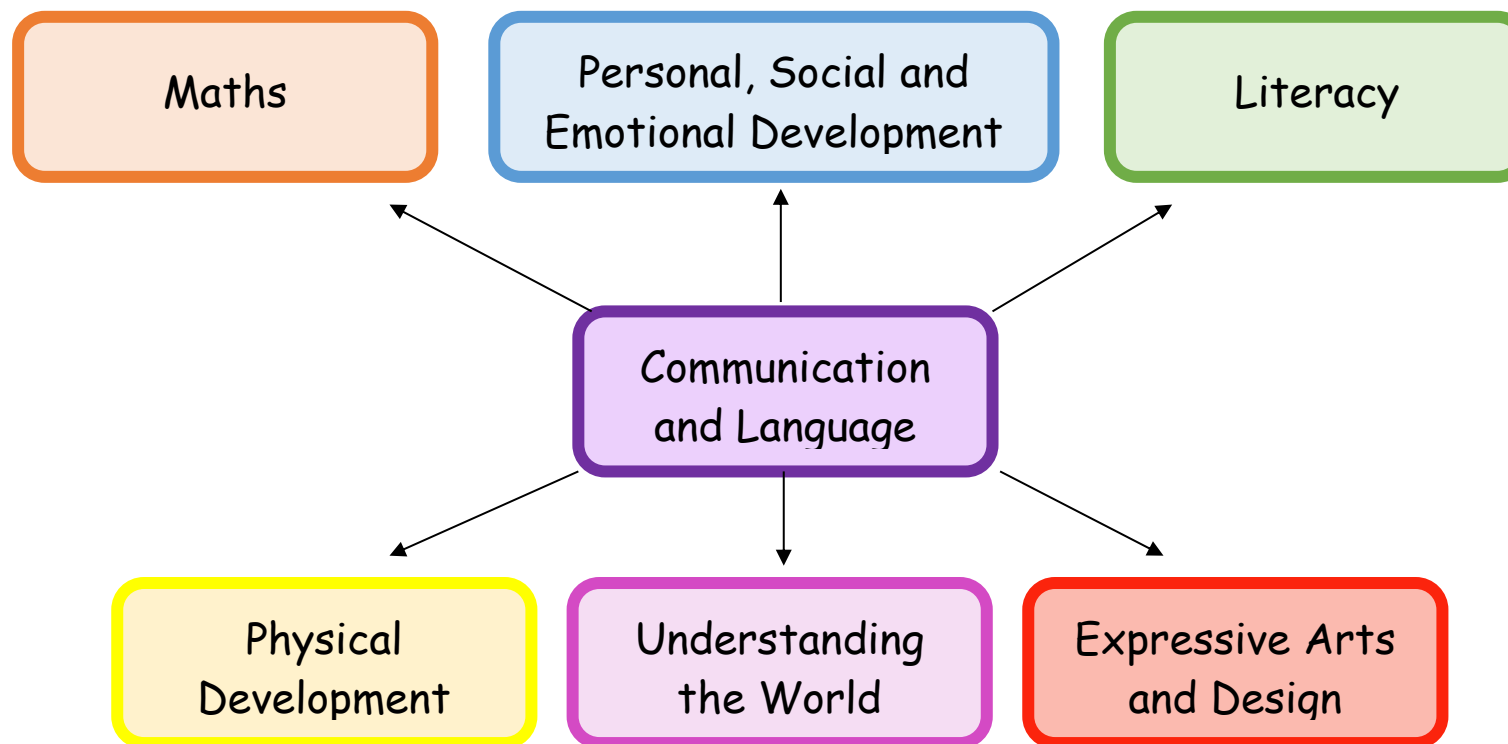 Maths
Personal, Social and
Emotional Development
Literacy
Communication
and Language
Physical
Development
Understanding
the World
Expressive Arts
and Design